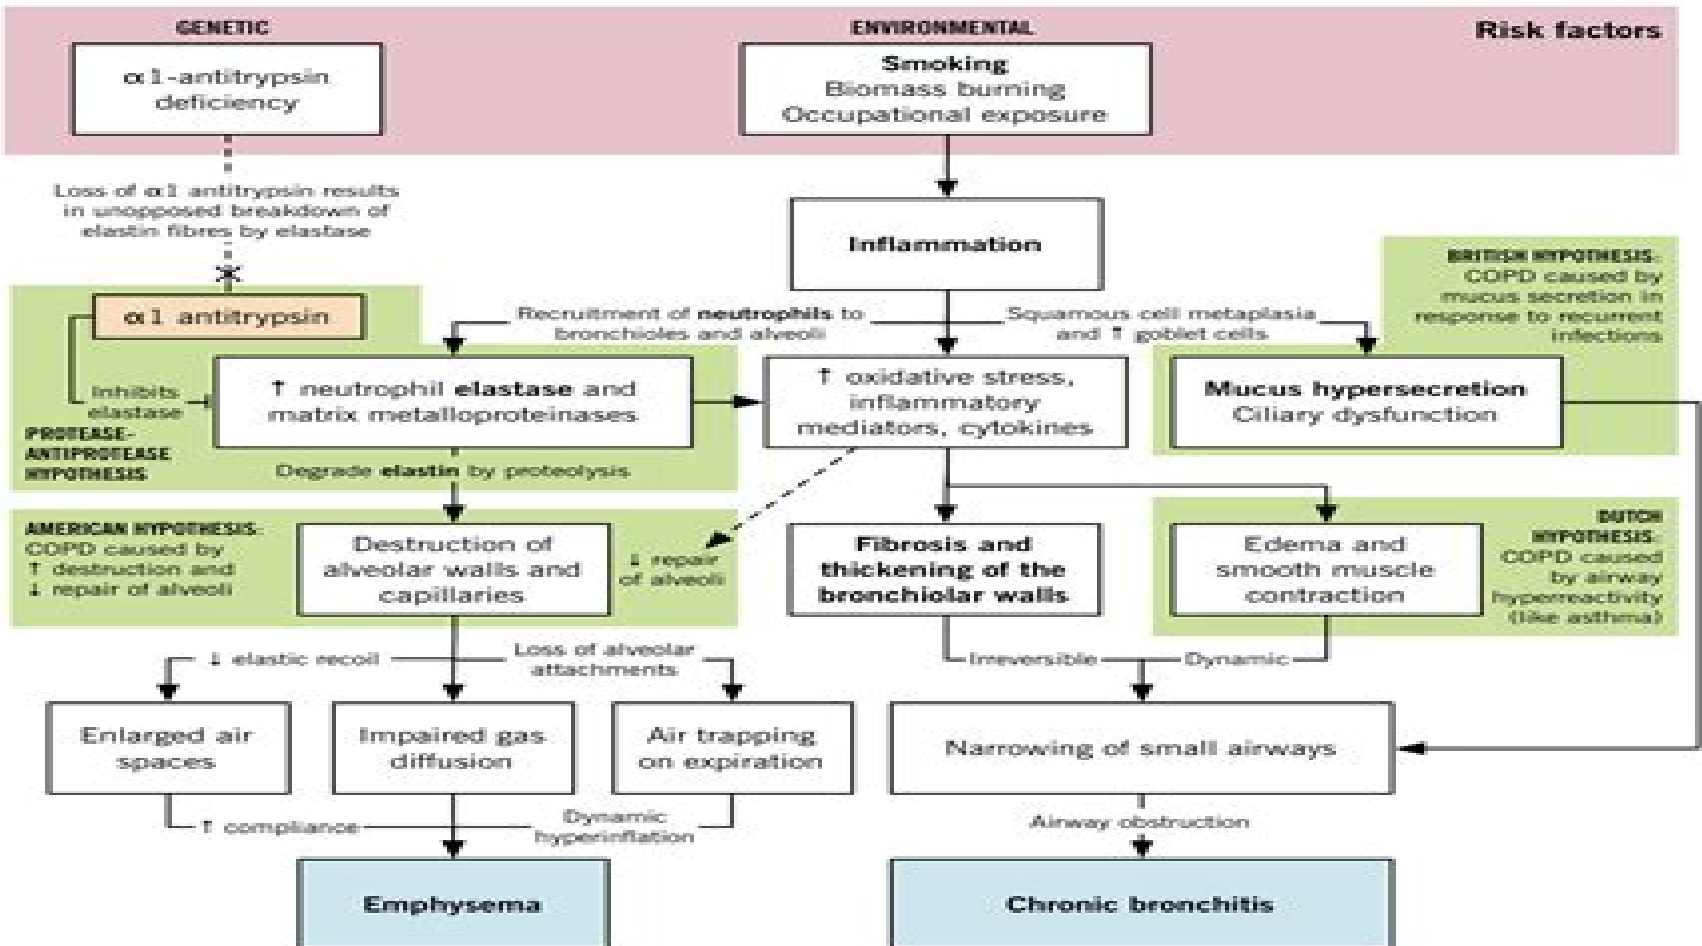 GENETIC
ENVIRONMENTAL
Risk factors
α1-antitrypsin
deficiency
Smoking
Biomass burning
Occupational exposure
Loss of α1 antitrypsin results
in unopposed breakdown of
elastin fibres by elastase
Inflammation
BRITISH HYPOTHESIS:
COPD caused by
mucus secretion in
response to recurrent
infections
α1 antitrypsin
Recruitment of neutrophils to
bronchioles and alveoli
Squamous cell metaplasia
and ↑ goblet cells
Inhibits
elastase
↑ neutrophil elastase and
matrix metalloproteinases
↑ oxidative stress,
inflammatory
mediators, cytokines
Mucus hypersecretion
Ciliary dysfunction
PROTEASE-
ANTIPROTEASE
HYPOTHESIS
Degrade elastin by proteolysis
AMERICAN HYPOTHESIS:
COPD caused by
↑ destruction and
↓ repair of alveoli
Destruction of
alveolar walls and
capillaries
↓ repair
of alveoli
Fibrosis and
thickening of the
bronchiolar walls
Edema and
smooth muscle
contraction
DUTCH
HYPOTHESIS:
COPD caused
by airway
hyperreactivity
(like asthma)
↓ elastic recoil
Loss of alveolar
attachments
Irreversible
Dynamic
Enlarged air
spaces
Impaired gas
diffusion
Air trapping
on expiration
Narrowing of small airways
↑ compliance
Dynamic
hyperinflation
Airway obstruction
Emphysema
Chronic bronchitis